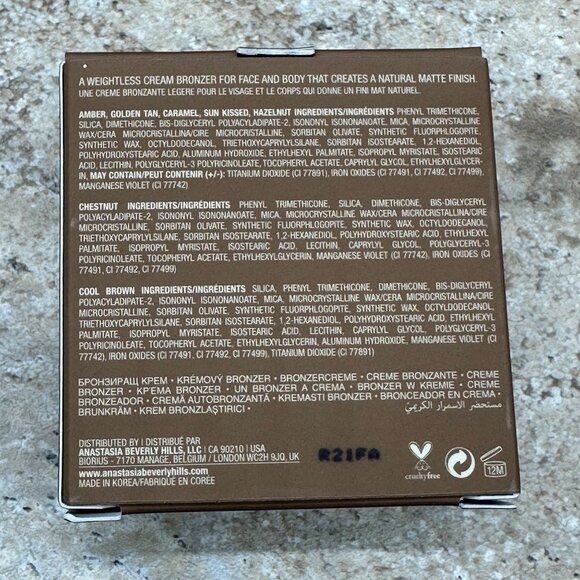 A WEIGHTLESS CREAM BRONZER FOR FACE AND BODY THAT CREATES A NATURAL MATTE FINISH.
UNE CREME BRONZANTE LEGERE POUR LE VISAGE ET LE CORPS QUI DONNE UN FINI MAT NATUREL.
AMBER, GOLDEN TAN, CARAMEL, SUN KISSED, HAZELNUT INGREDIENTS/INGRÉDIENTS PHENYL TRIMETHICONE,
SILICA, DIMETHICONE, BIS-DIGLYCERYL POLYACYLADIPATE-2, ISONONYL ISONONANOATE, MICA, MICROCRYSTALLINE
WAX/CERA MICROCRISTALLINA/CIRE MICROCRISTALLINE, SORBITAN OLIVATE, SYNTHETIC FLUORPHLOGOPITE,
SYNTHETIC WAX, OCTYLDODECANOL, TRIETHOXYCAPRYLYLSILANE, SORBITAN ISOSTEARATE, 1,2-HEXANEDIOL,
POLYHYDROXYSTEARIC ACID, ALUMINUM HYDROXIDE, ETHYLHEXYL PALMITATE, ISOPROPYL MYRISTATE, ISOSTEARIC
ACID, LECITHIN, POLYGLYCERYL-3 POLYRICINOLEATE, TOCOPHERYL ACETATE, CAPRYLYL GLYCOL, ETHYLHEXYLGLYCER-
IN, MAY CONTAIN/PEUT CONTENIR (+/-): TITANIUM DIOXIDE (CI 77891), IRON OXIDES (CI 77491, CI 77492, CI 77499),
MANGANESE VIOLET (CI 77742)
CHESTNUT INGREDIENTS/INGRÉDIENTS PHENYL TRIMETHICONE, SILICA, DIMETHICONE, BIS-DIGLYCERYL
POLYACYLADIPATE-2, ISONONYL ISONONANOATE, MICA, MICROCRYSTALLINE WAX/CERA MICROCRISTALLINA/CIRE
MICROCRISTALLINE, SORBITAN OLIVATE, SYNTHETIC FLUORPHLOGOPITE, SYNTHETIC WAX, OCTYLDODECANOL,
TRIETHOXYCAPRYLYLSILANE, SORBITAN ISOSTEARATE, 1,2-HEXANEDIOL, POLYHYDROXYSTEARIC ACID, ETHYLHEXYL
PALMITATE, ISOPROPYL MYRISTATE, ISOSTEARIC ACID, LECITHIN, CAPRYLYL GLYCOL, POLYGLYCERYL-3
POLYRICINOLEATE, TOCOPHERYL ACETATE, ETHYLHEXYLGLYCERIN, MANGANESE VIOLET (CI 77742), IRON OXIDES (CI
77491, CI 77492, CI 77499)
COOL BROWN INGREDIENTS/INGRÉDIENTS SILICA, PHENYL TRIMETHICONE, DIMETHICONE, BIS-DIGLYCERYL
POLYACYLADIPATE-2, ISONONYL ISONONANOATE, MICA, MICROCRYSTALLINE WAX/CERA MICROCRISTALLINA/CIRE
MICROCRISTALLINE, SORBITAN OLIVATE, SYNTHETIC FLUORPHLOGOPITE, SYNTHETIC WAX, OCTYLDODECANOL,
TRIETHOXYCAPRYLYLSILANE, SORBITAN ISOSTEARATE, 1,2-HEXANEDIOL, POLYHYDROXYSTEARIC ACID, ETHYLHEXYL
PALMITATE, ISOPROPYL MYRISTATE, ISOSTEARIC ACID, LECITHIN, CAPRYLYL GLYCOL, POLYGLYCERYL-3
POLYRICINOLEATE, TOCOPHERYL ACETATE, ETHYLHEXYLGLYCERIN, ALUMINUM HYDROXIDE, MANGANESE VIOLET (CI
77742), IRON OXIDES (CI 77491, CI 77492, CI 77499), TITANIUM DIOXIDE (CI 77891)
БРОНЗИРАЩ КРЕМ • KRÉMOVÝ BRONZER • BRONZERCREME • CREME BRONZANTE • CREME
BRONZER • ΚΡΕΜΑ BRONZER • UN BRONZER A CREMA • BRONZER W KREMIE • CREME
BRONZEADOR • CREMĂ AUTOBRONZANTĂ • KREMASTI BRONZER • BRONCEADOR EN CREMA •
BRUNKRÄM • KREM BRONZLAŞTIRICI • مستحضر الاسمرار الكريمي
DISTRIBUTED BY | DISTRIBUÉ PAR
ANASTASIA BEVERLY HILLS, LLC | CA 90210 | USA
BIORIUS - 7170 MANAGE, BELGIUM / LONDON WC2H 9JQ, UK
www.anastasiabeverlyhills.com
MADE IN KOREA/FABRIQUÉ EN CORÉE
R21FA
crueltyfree
12M